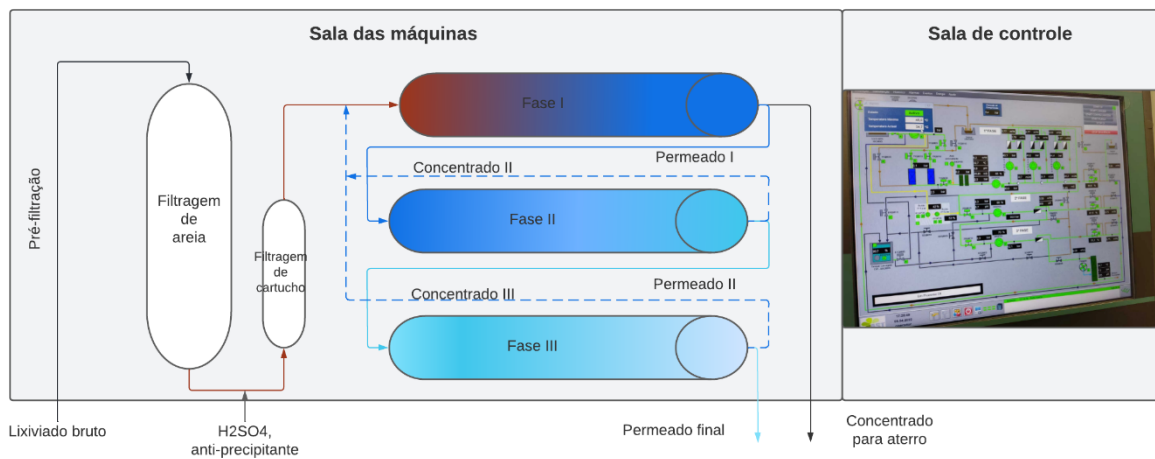 Sala das máquinas
Sala de controle
Pré-filtração
Filtragem
de
areia
Filtragem
de
cartucho
Fase I
Permeado I
Concentrado II
Fase II
Permeado II
Concentrado III
Fase III
Lixiviado bruto
H2SO4,
anti-precipitante
Permeado final
Concentrado
para aterro